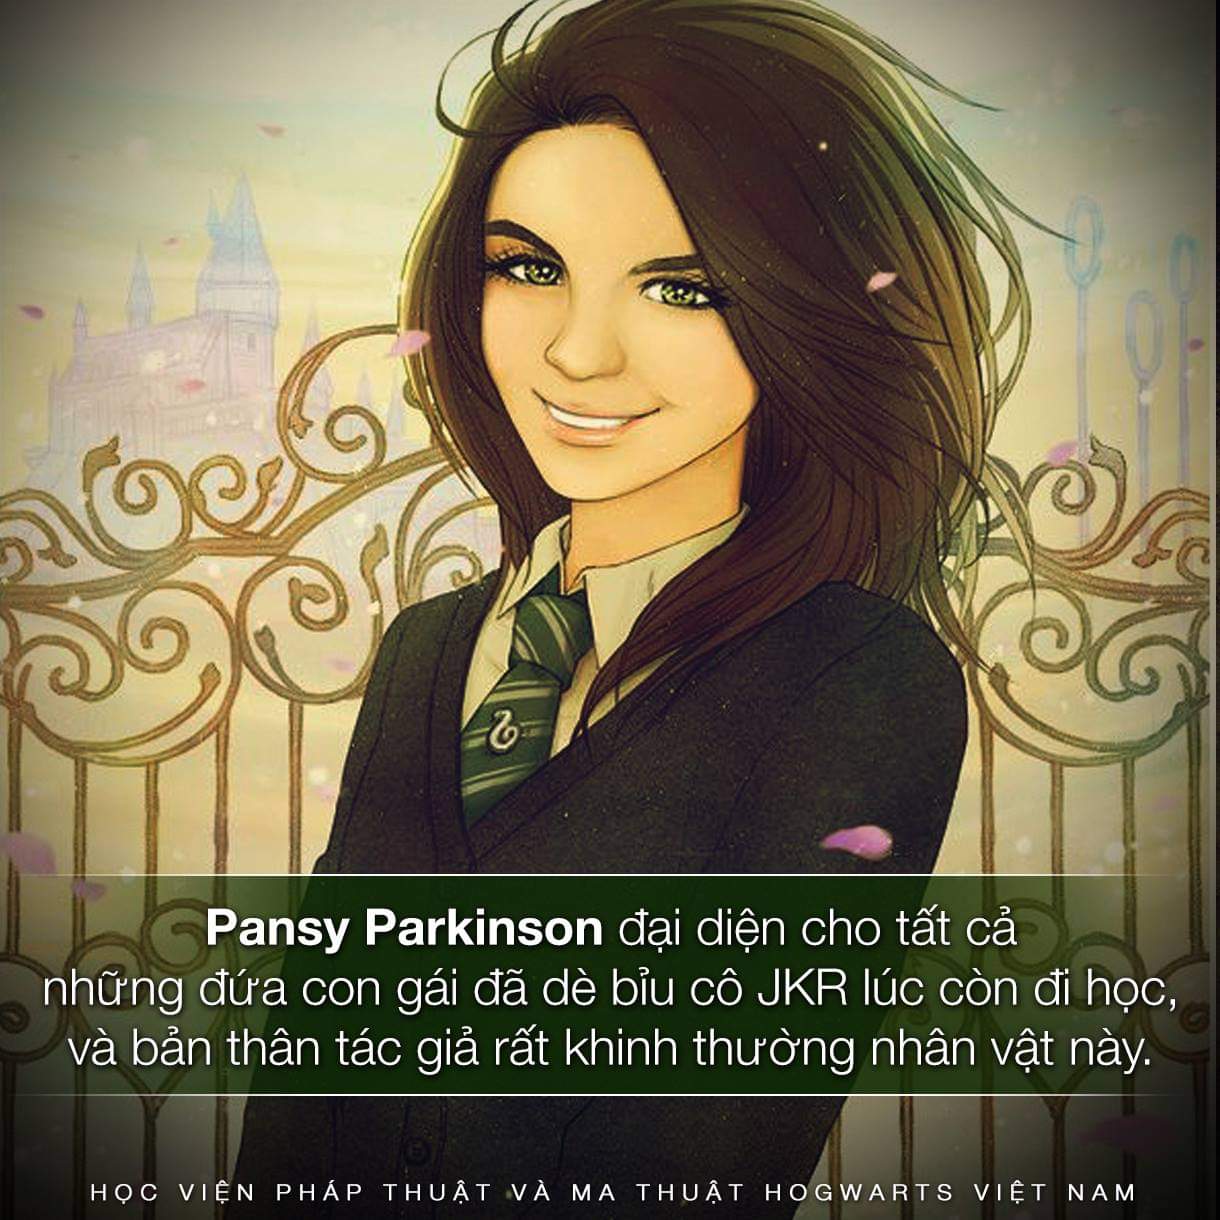 Pansy Parkinson đại diện cho tất cả
những đứa con gái đã dè bỉu cô JKR lúc còn đi học,
và bản thân tác giả rất khinh thường nhân vật này.
HỌC VIỆN PHÁP THUẬT VÀ MA THUẬT HOGWARTS VIỆT NAM